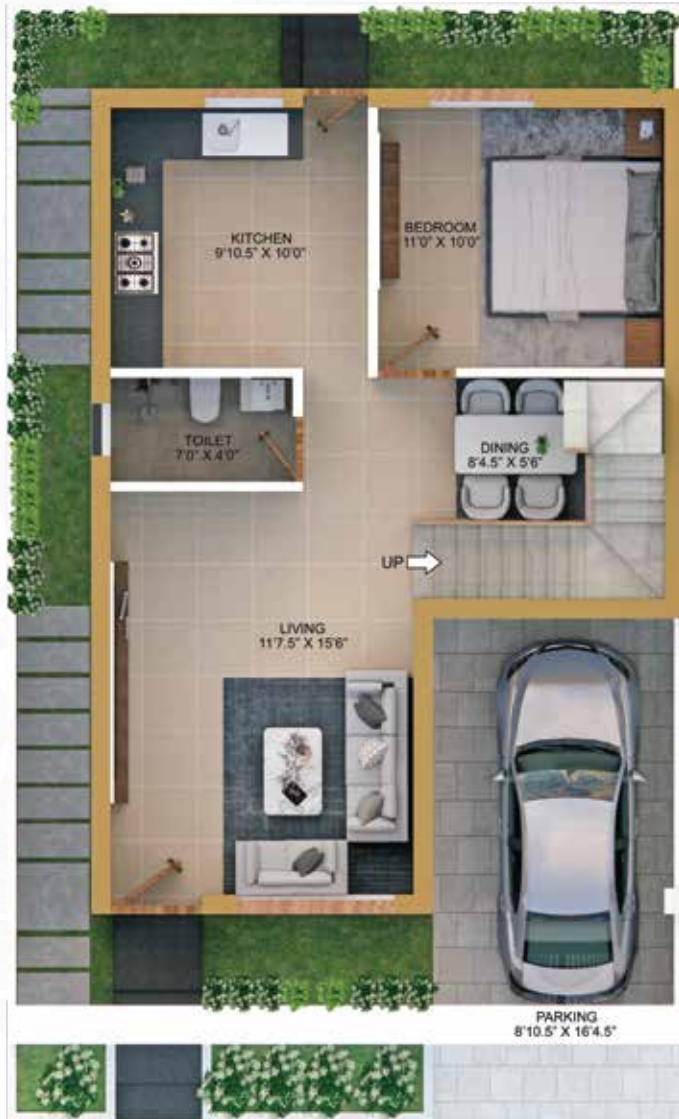 KITCHEN
9'10.5" X 10'0"
BEDROOM
11'0" X 10'0"
TOILET
7'0" X 4'0"
DINING
8'4.5" X 5'6"
UP
LIVING
11'7.5" X 15'6"
PARKING
8'10.5" X 16'4.5"